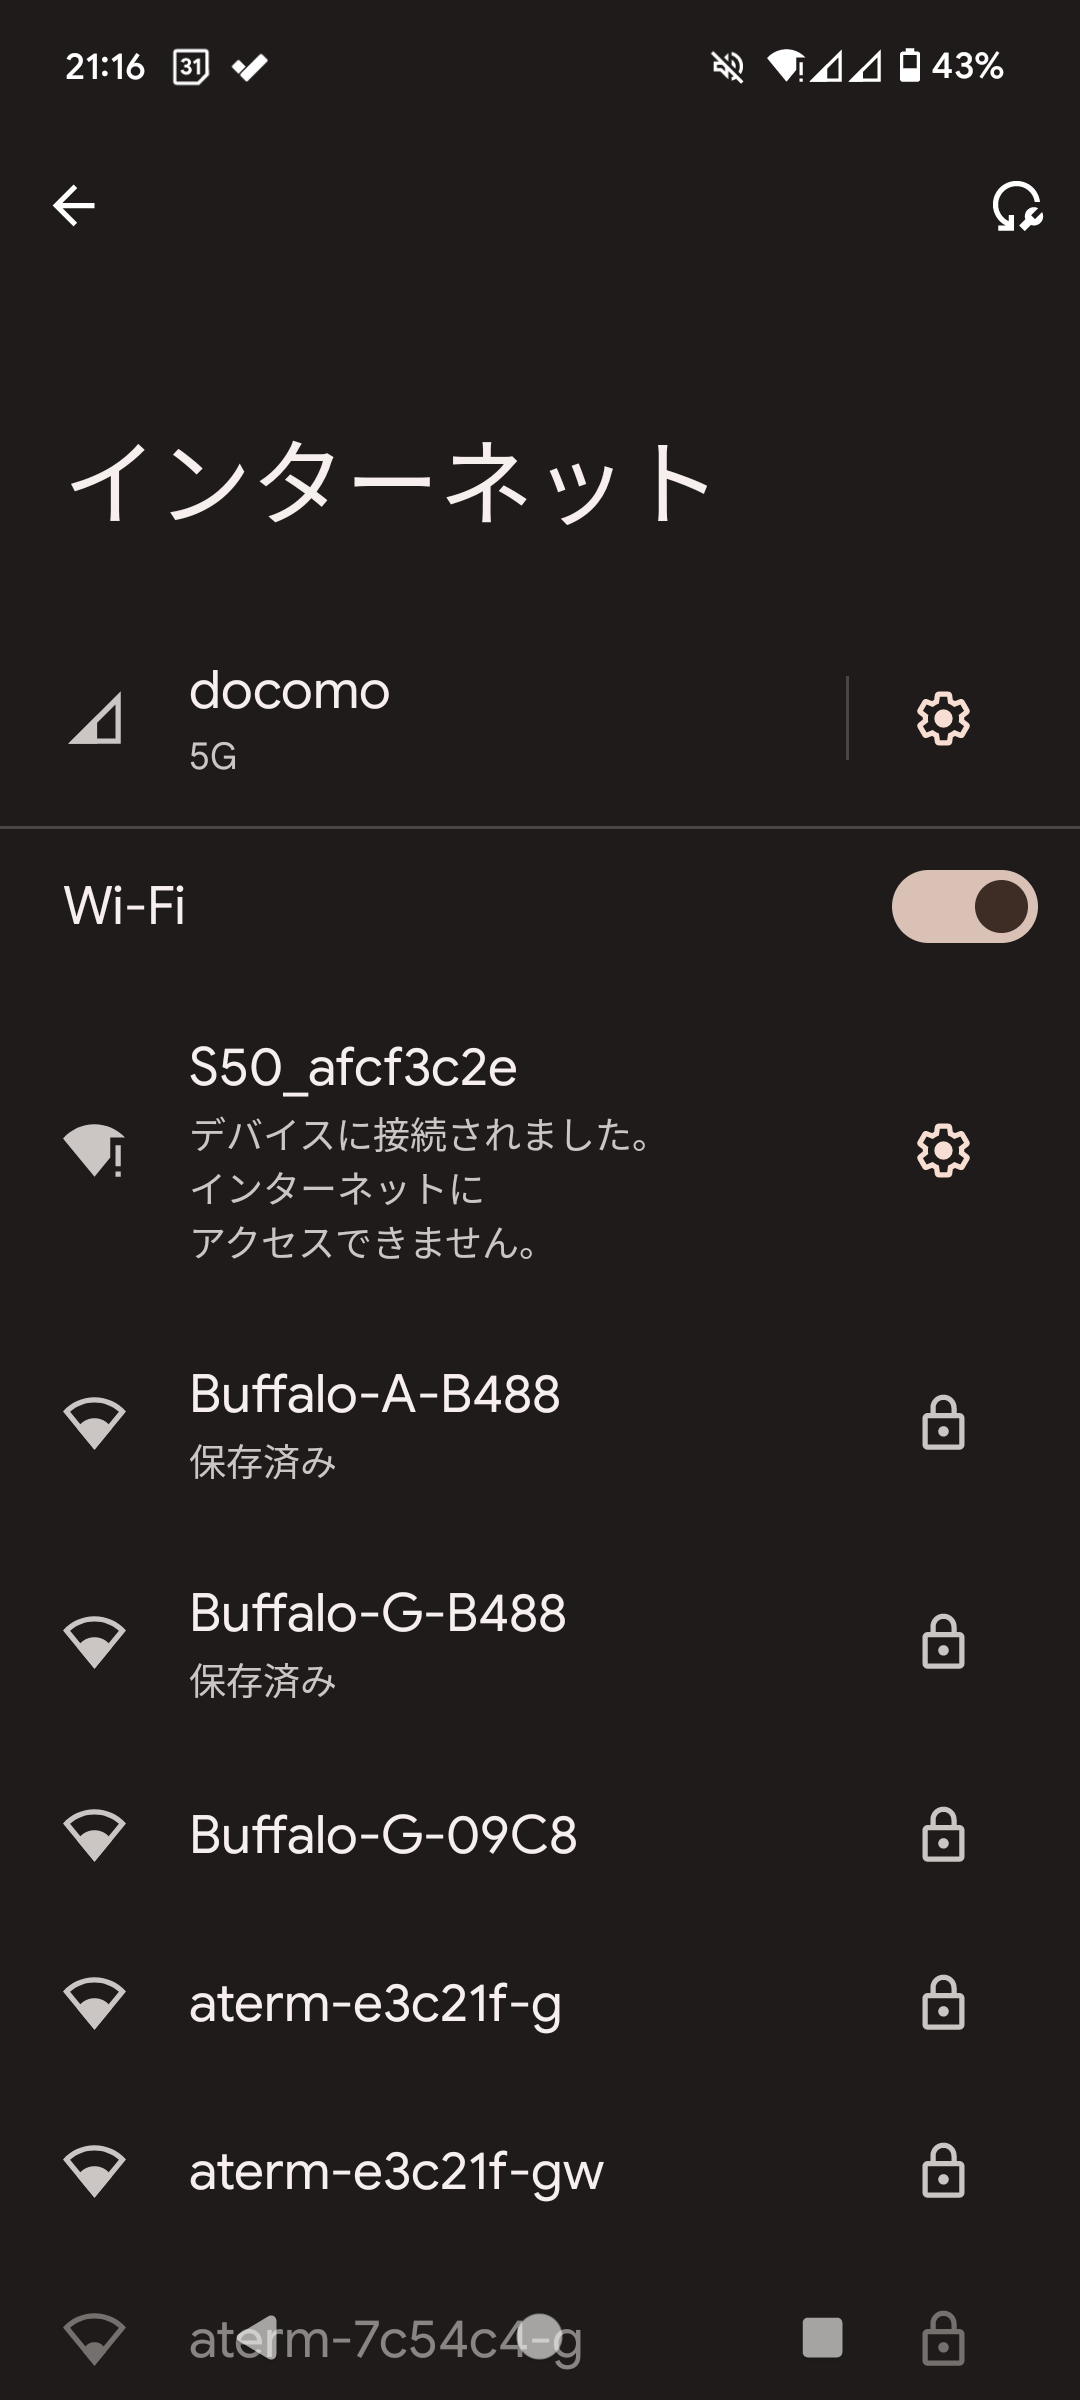 21:16 31 43%
インターネット
docomo
5G
Wi-Fi
S50_afcf3c2e
デバイスに接続されました。
インターネットに
アクセスできません。
Buffalo-A-B488
保存済み
Buffalo-G-B488
保存済み
Buffalo-G-09C8
aterm-e3c21f-g
aterm-e3c21f-gw
aterm-7c54c4-g